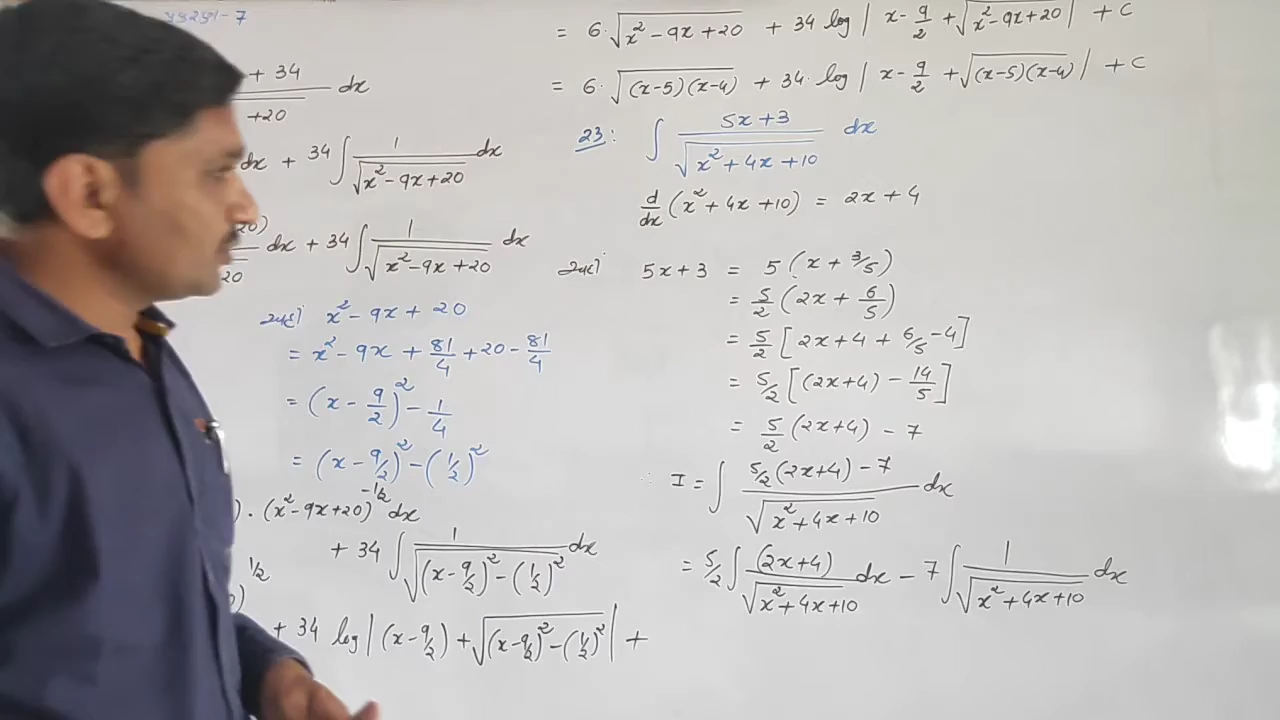 પ્રકરણ-7
+ 34 dx
+20
dx + 34 ∫ 1/√(x²-9x+20) dx
20) dx + 34 ∫ 1/√(x²-9x+20) dx
20
અહીં x² - 9x + 20
= x² - 9x + 81/4 + 20 - 81/4
= (x - 9/2)² - 1/4
= (x - 9/2)² - (1/2)²
) · (x²-9x+20)^(-1/2) dx
+ 34 ∫ 1/√((x-9/2)² - (1/2)²) dx
)^(1/2)
+ 34 log |(x-9/2) + √((x-9/2)² - (1/2)²)| +
= 6·√(x²-9x+20) + 34 log | x-9/2 + √(x²-9x+20) | + C
= 6·√((x-5)(x-4)) + 34· log | x-9/2 + √((x-5)(x-4)) | + C
23: ∫ (5x+3)/√(x²+4x+10) dx
d/dx (x²+4x+10) = 2x+4
અહીં 5x+3 = 5 (x + 3/5)
= 5/2 (2x + 6/5)
= 5/2 [2x+4 + 6/5 - 4]
= 5/2 [(2x+4) - 14/5]
= 5/2 (2x+4) - 7
∴ I = ∫ (5/2 (2x+4) - 7)/√(x²+4x+10) dx
= 5/2 ∫ (2x+4)/√(x²+4x+10) dx - 7 ∫ 1/√(x²+4x+10) dx